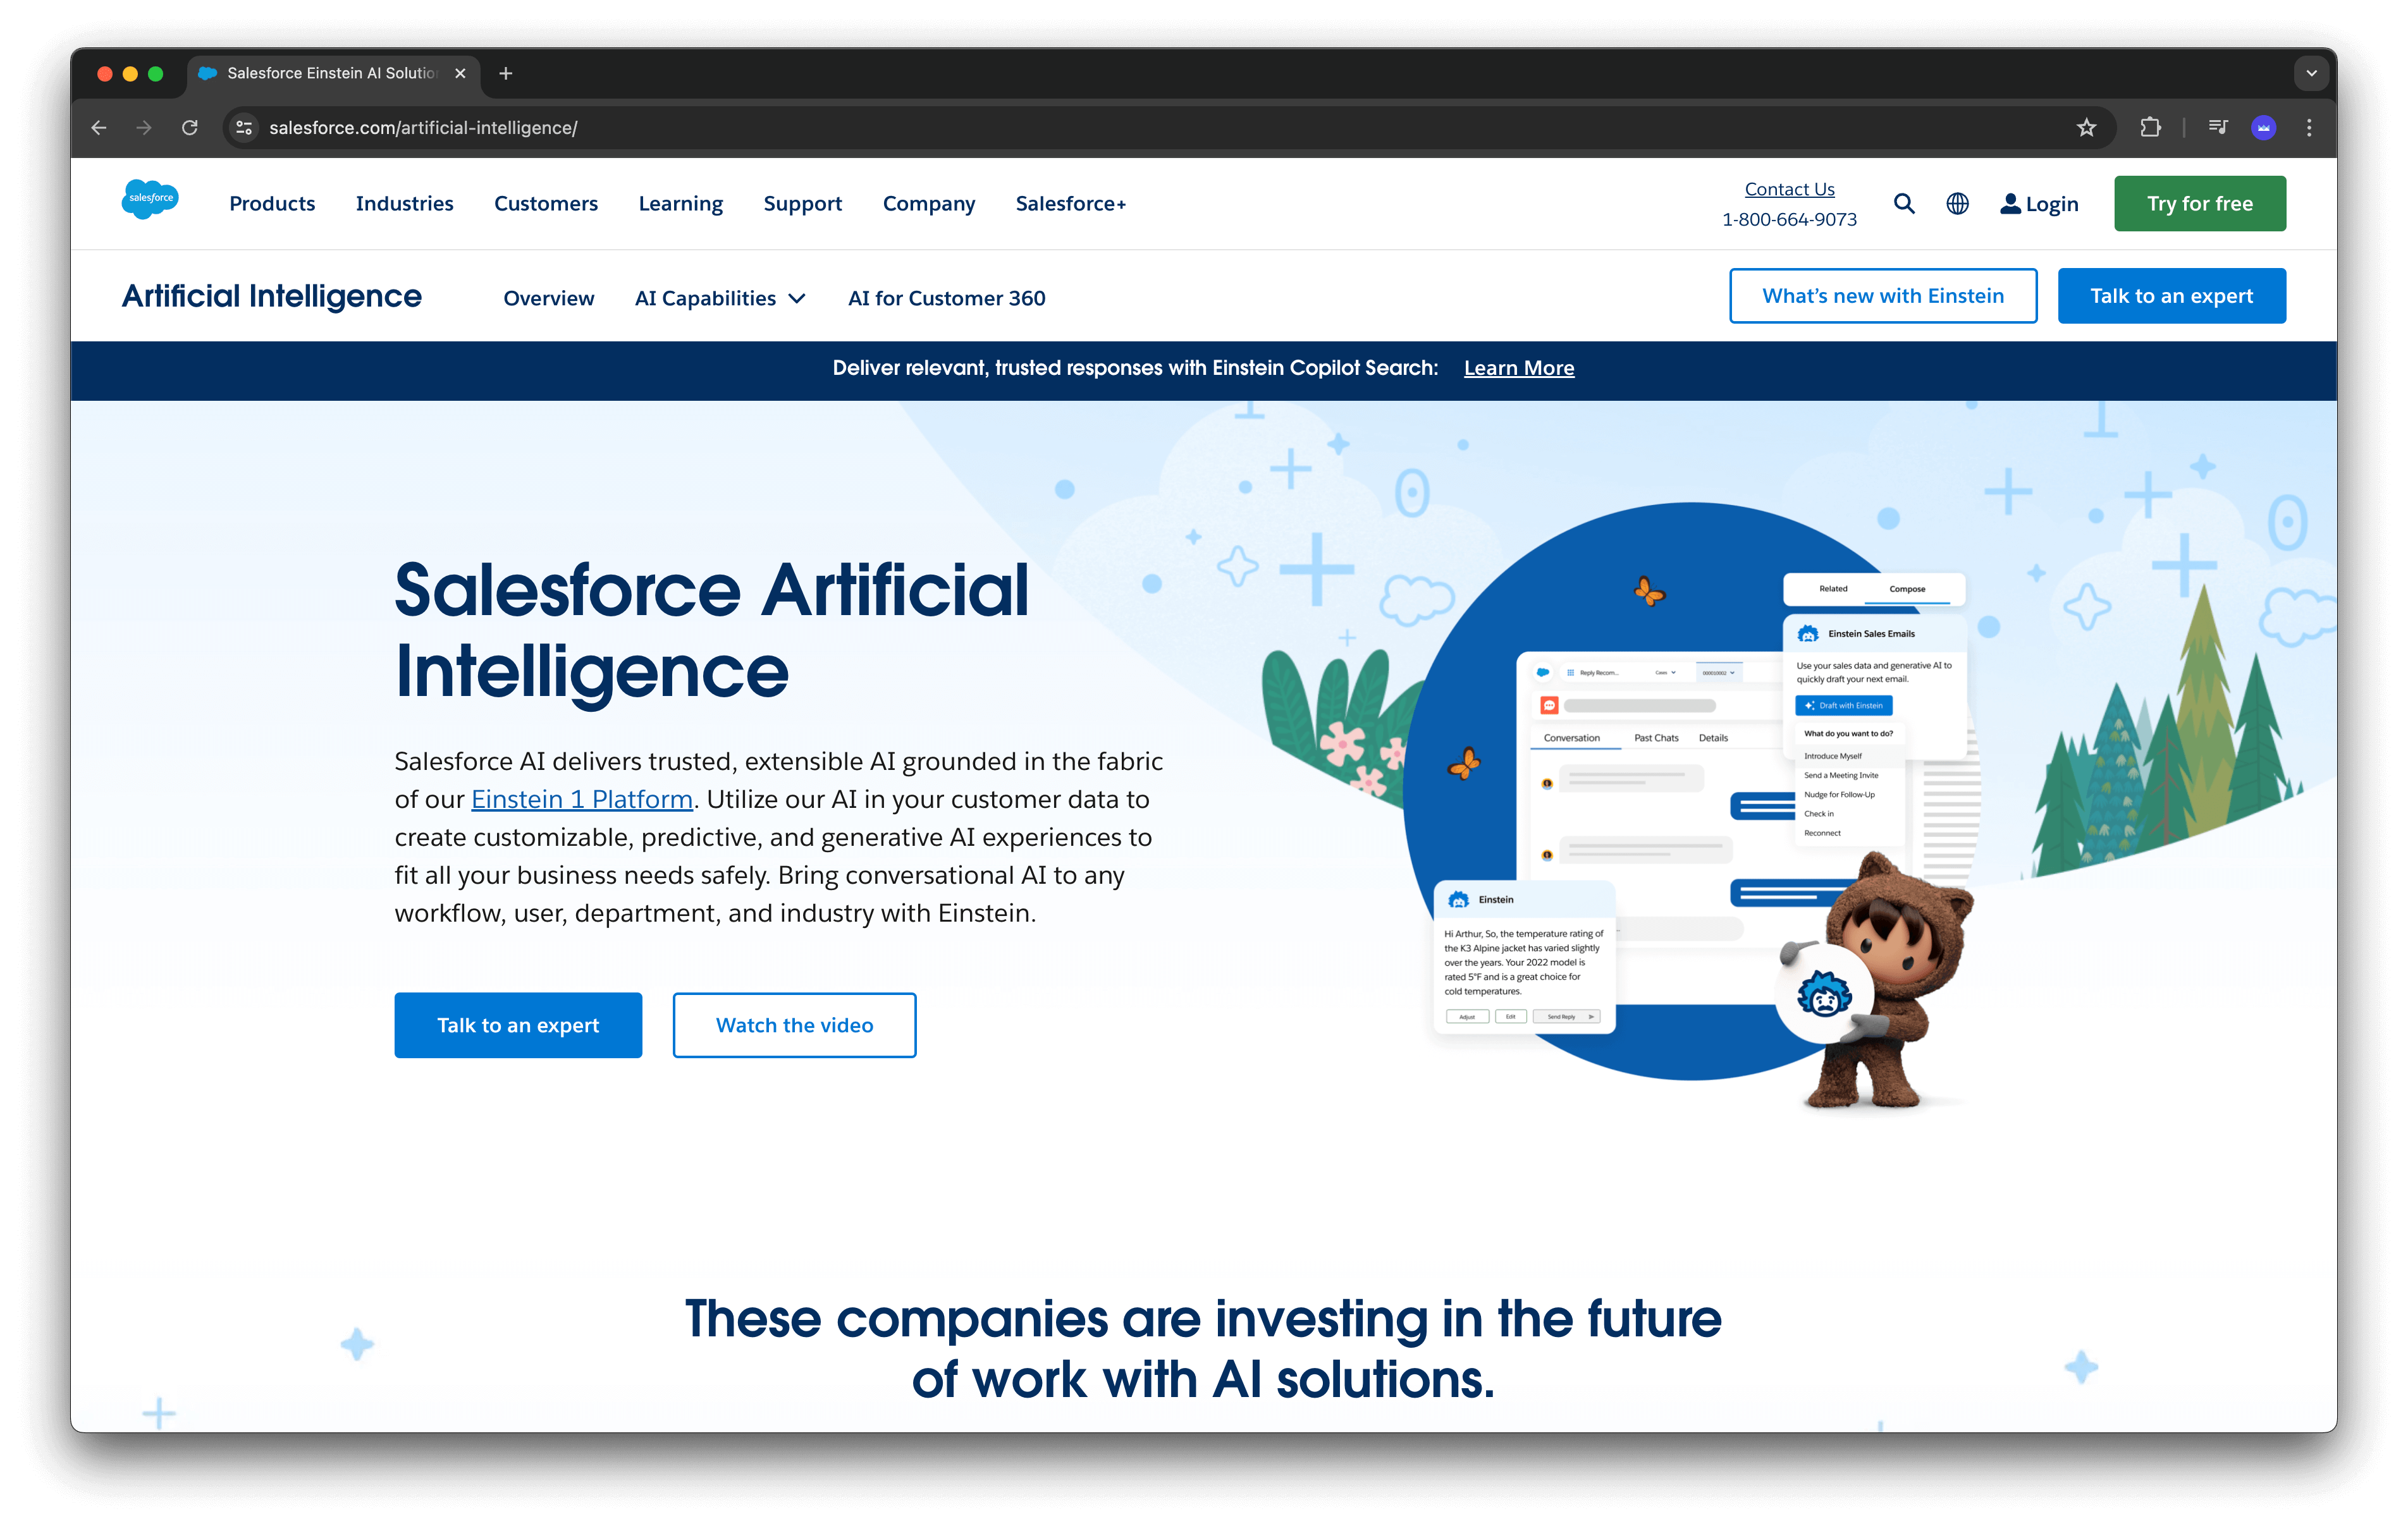 Salesforce Einstein AI Solutio
salesforce.com/artificial-intelligence/
salesforce
Products
Industries
Customers
Learning
Support
Company
Salesforce+
Contact Us
1-800-664-9073
Login
Try for free
Artificial Intelligence
Overview
AI Capabilities
AI for Customer 360
What's new with Einstein
Talk to an expert
Deliver relevant, trusted responses with Einstein Copilot Search: Learn More
Salesforce Artificial
Intelligence
Salesforce AI delivers trusted, extensible AI grounded in the fabric
of our Einstein 1 Platform. Utilize our AI in your customer data to
create customizable, predictive, and generative AI experiences to
fit all your business needs safely. Bring conversational AI to any
workflow, user, department, and industry with Einstein.
Talk to an expert
Watch the video
Related
Compose
Einstein Sales Emails
Use your sales data and generative AI to
quickly draft your next email.
Draft with Einstein
What do you want to do?
Introduce Myself
Send a Meeting Invite
Nudge for Follow-Up
Check in
Reconnect
Reply Recom...
Cases
000010002
Conversation
Past Chats
Details
Einstein
Hi Arthur, So, the temperature rating of
the K3 Alpine jacket has varied slightly
over the years. Your 2022 model is
rated 5°F and is a great choice for
cold temperatures.
Adjust
Edit
Send Reply
These companies are investing in the future
of work with AI solutions.